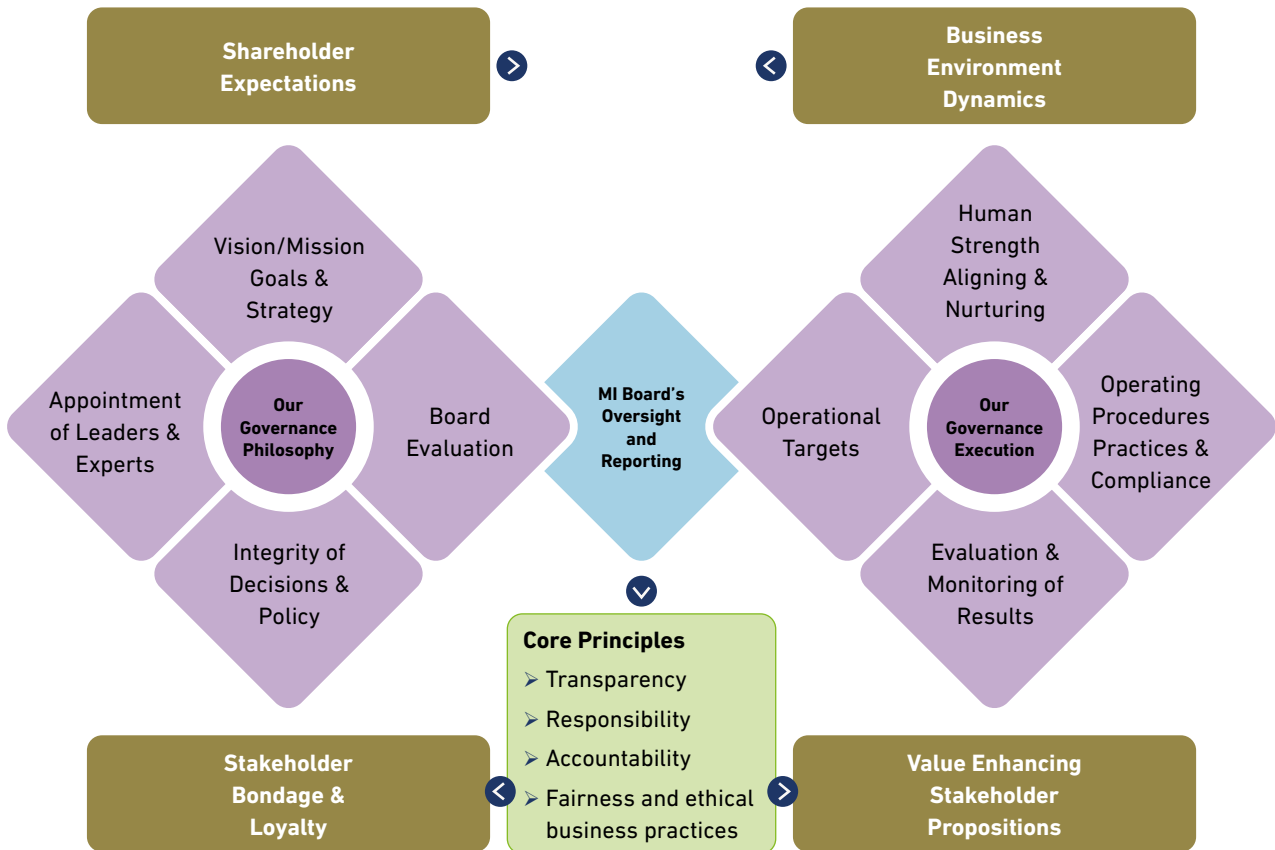 Shareholder
Expectations
Business
Environment
Dynamics
Vision/Mission
Goals &
Strategy
Appointment
of Leaders &
Experts
Our
Governance
Philosophy
Board
Evaluation
Integrity of
Decisions &
Policy
MI Board's
Oversight
and
Reporting
Human
Strength
Aligning &
Nurturing
Operational
Targets
Our
Governance
Execution
Operating
Procedures
Practices &
Compliance
Evaluation &
Monitoring of
Results
Core Principles
➢ Transparency
➢ Responsibility
➢ Accountability
➢ Fairness and ethical
business practices
Stakeholder
Bondage &
Loyalty
Value Enhancing
Stakeholder
Propositions